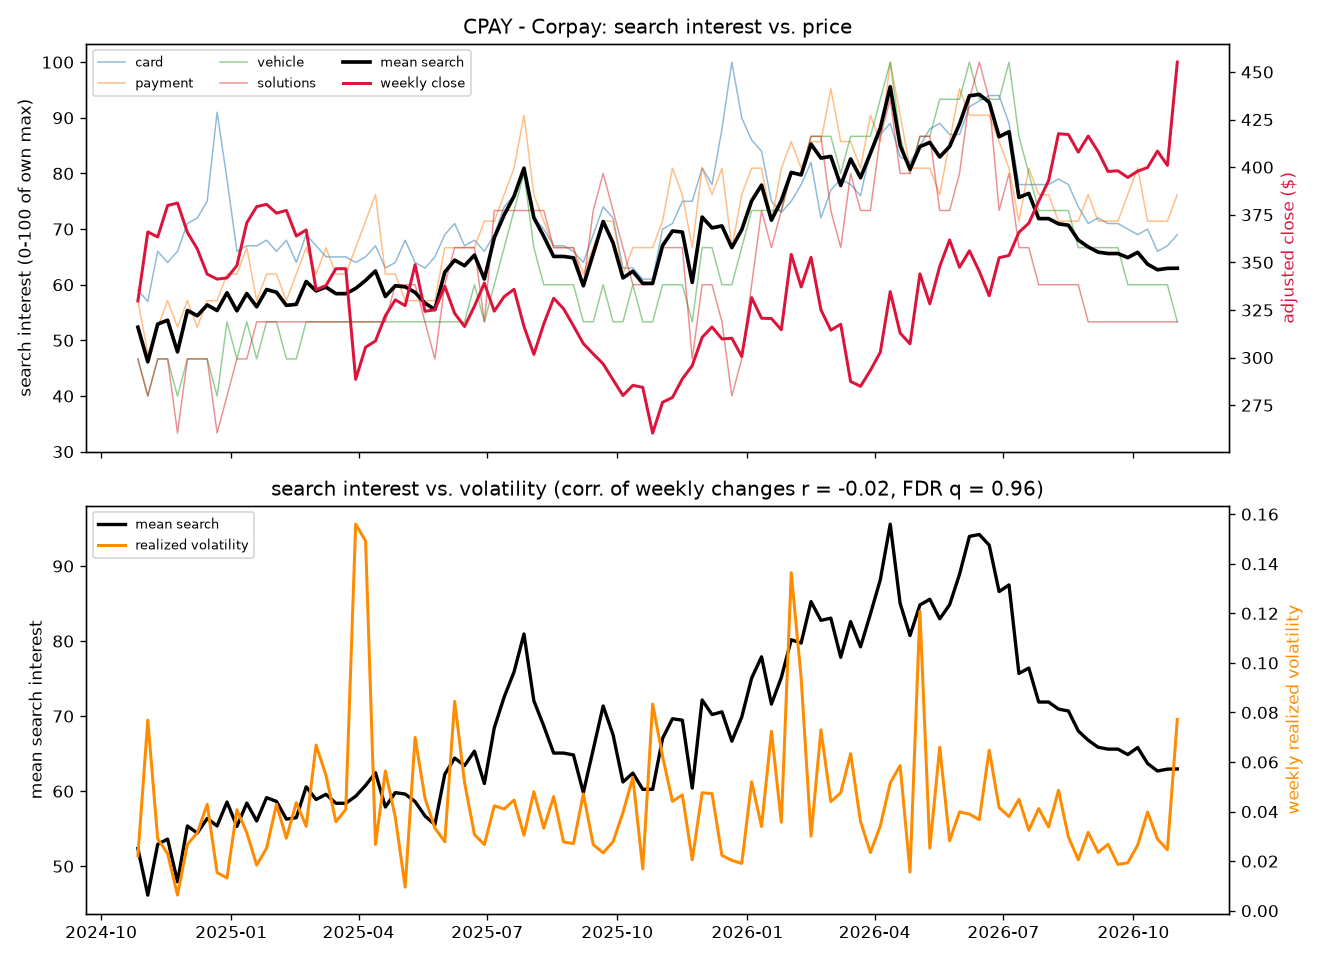 CPAY - Corpay: search interest vs. price
card
payment
vehicle
solutions
mean search
weekly close
search interest (0-100 of own max)
100
90
80
70
60
50
40
30
450
425
400
375
350
325
300
275
adjusted close ($)
search interest vs. volatility (corr. of weekly changes r = -0.02, FDR q = 0.96)
mean search
realized volatility
mean search interest
90
80
70
60
50
0.16
0.14
0.12
0.10
0.08
0.06
0.04
0.02
0.00
weekly realized volatility
2024-10
2025-01
2025-04
2025-07
2025-10
2026-01
2026-04
2026-07
2026-10